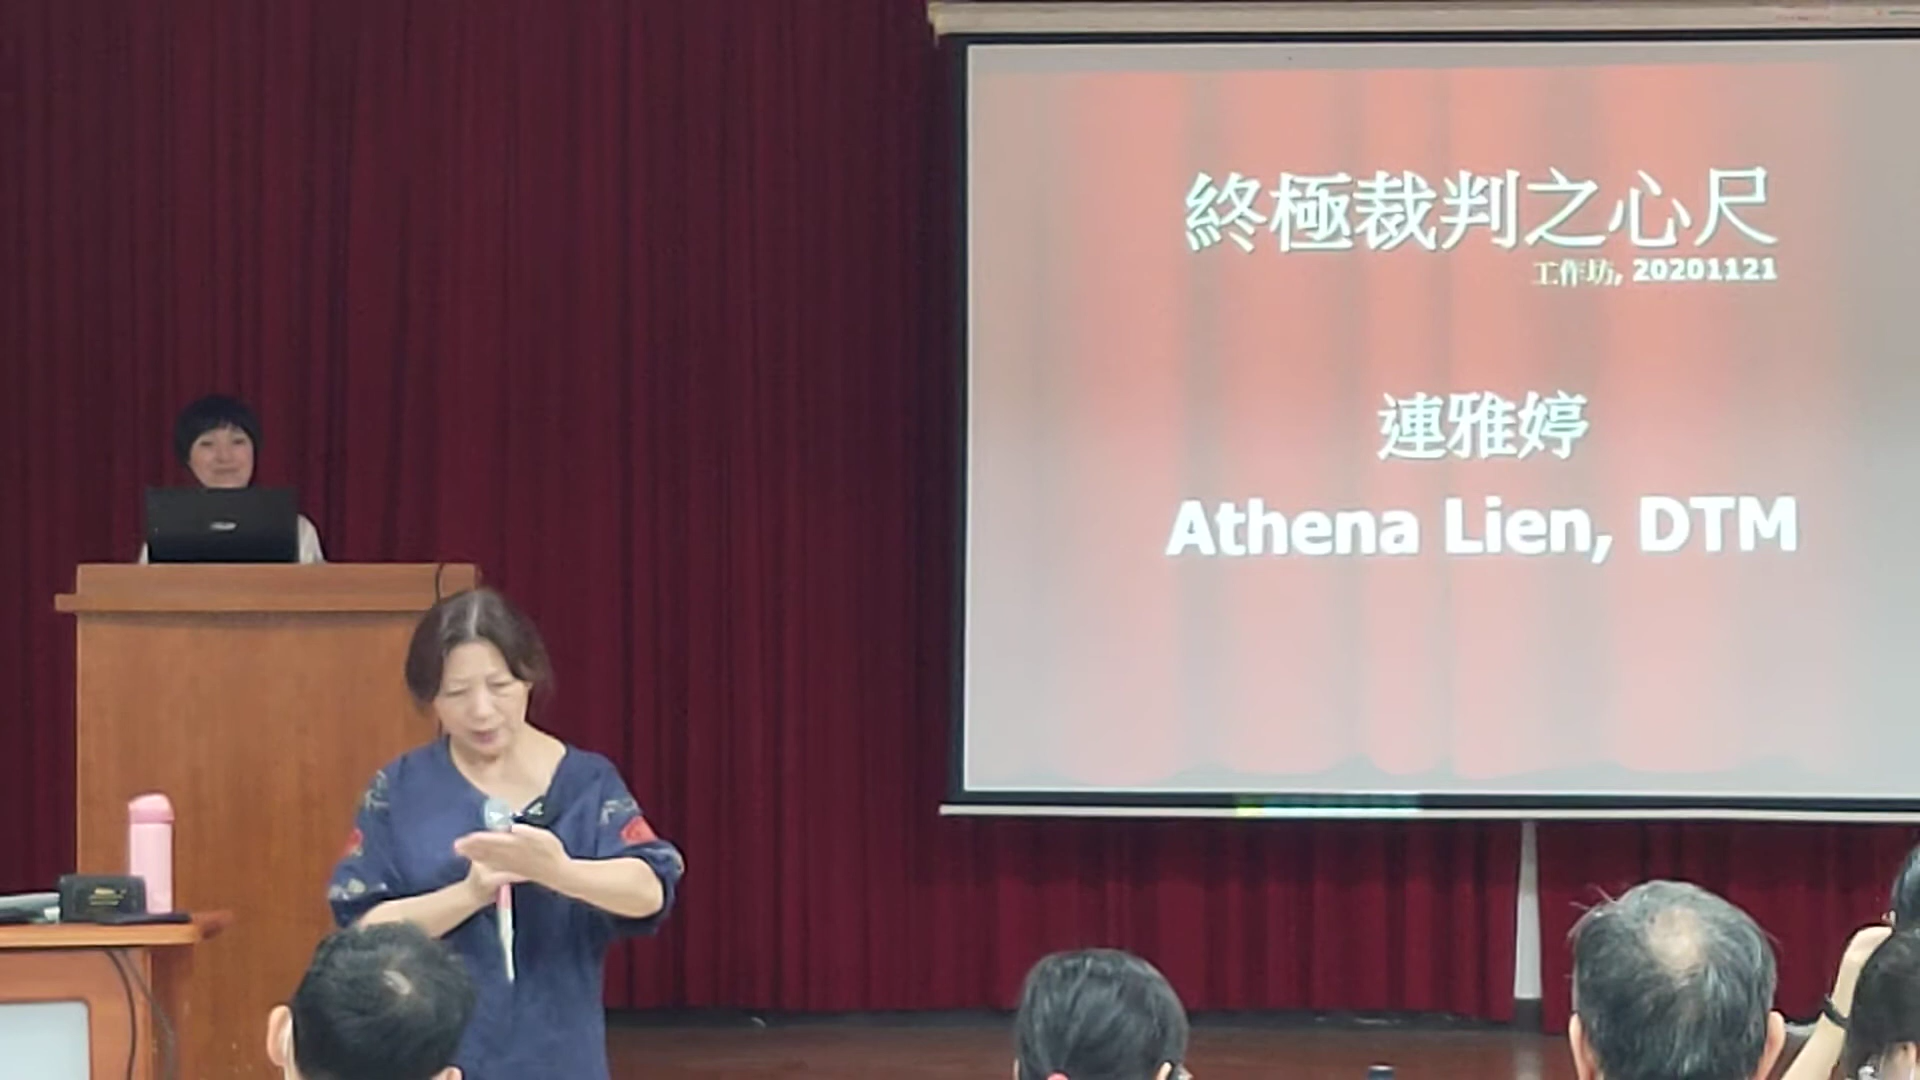 終極裁判之心尺
工作坊, 20201121
連雅婷
Athena Lien, DTM